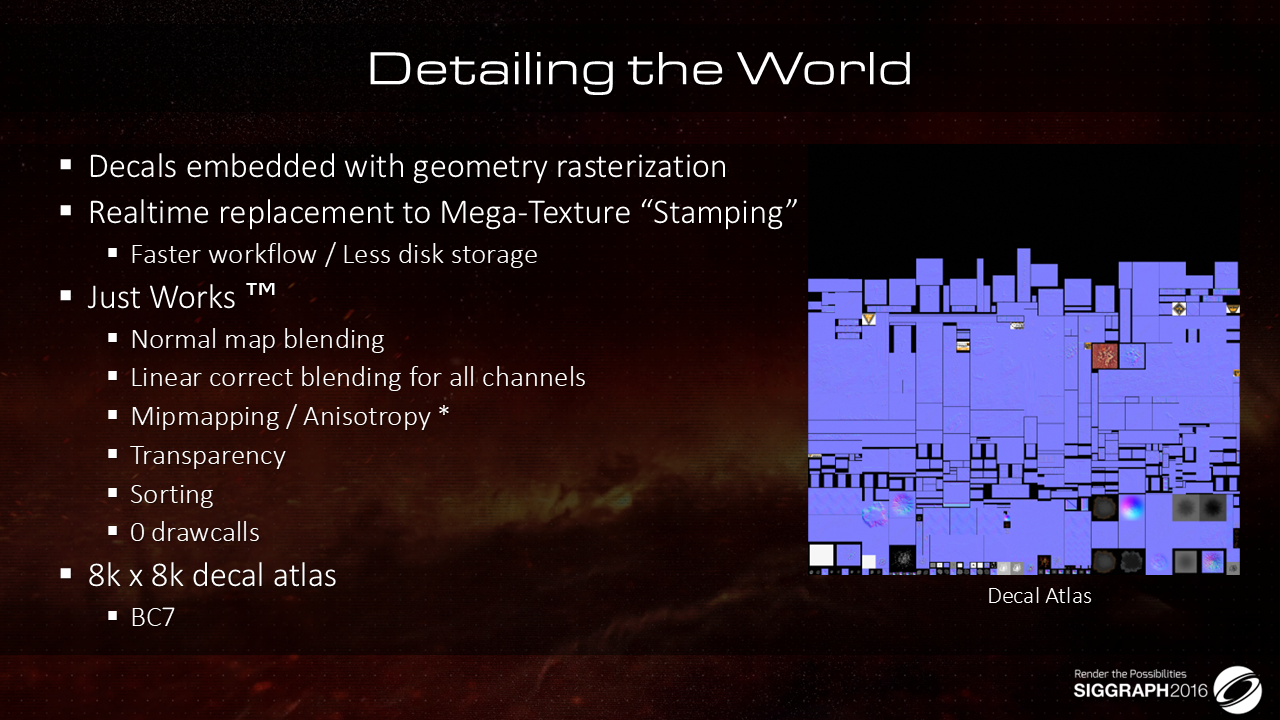 Detailing the World
Decals embedded with geometry rasterization
Realtime replacement to Mega-Texture “Stamping”
Faster workflow / Less disk storage
Just Works ™
Normal map blending
Linear correct blending for all channels
Mipmapping / Anisotropy *
Transparency
Sorting
0 drawcalls
8k x 8k decal atlas
BC7
Decal Atlas
Render the Possibilities
SIGGRAPH2016